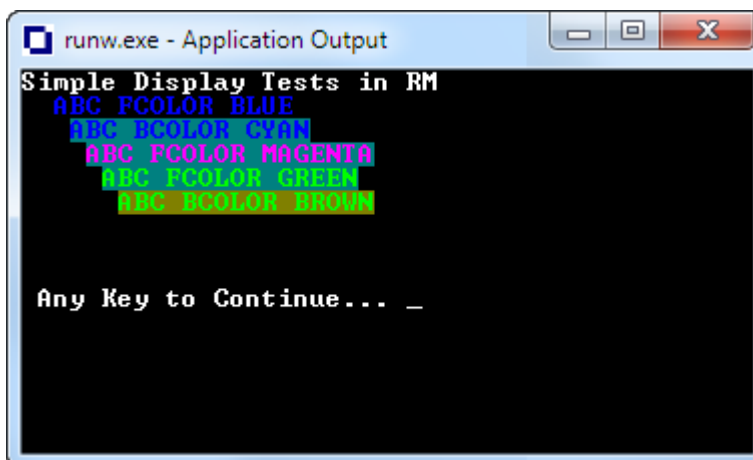 runw.exe - Application Output
Simple Display Tests in RM
ABC FCOLOR BLUE
ABC BCOLOR CYAN
ABC FCOLOR MAGENTA
ABC FCOLOR GREEN
ABC BCOLOR BROWN
Any Key to Continue... _